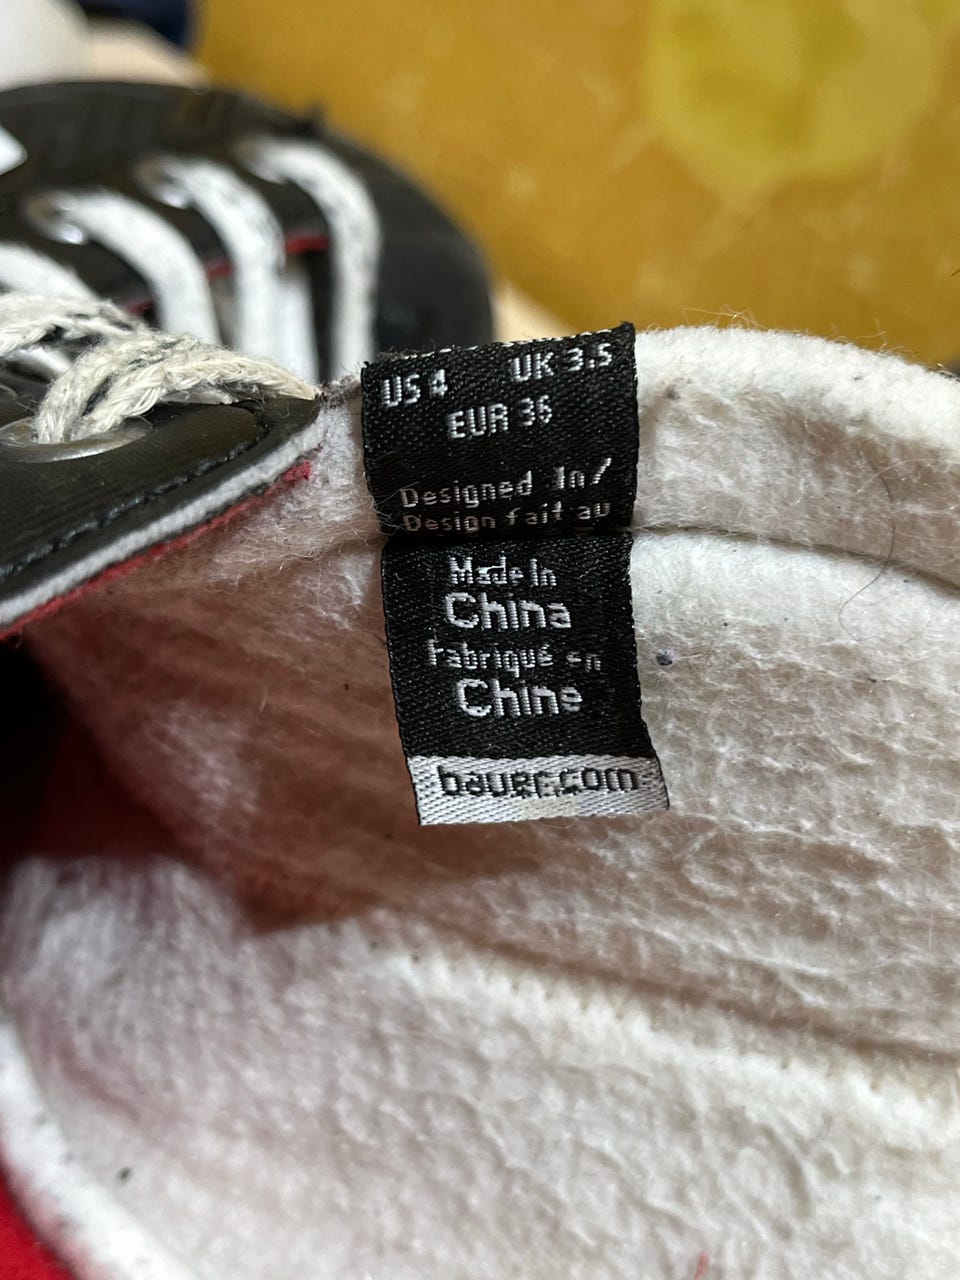 US 4 UK 3.5
EUR 36
Designed In/
Design fait au
Made In
China
Fabriqué en
Chine
bauer.com